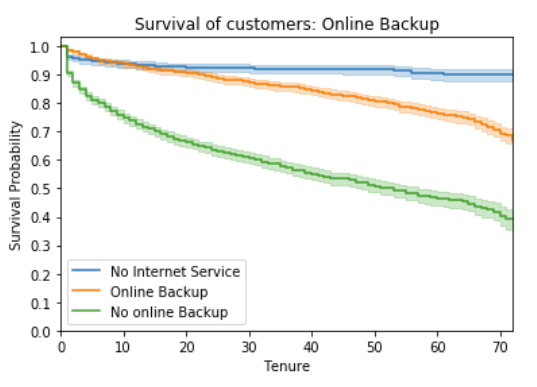 Survival of customers: Online Backup
1.0
0.9
0.8
0.7
0.6
0.5
0.4
0.3
0.2
0.1
0.0
Survival Probability
No Internet Service
Online Backup
No online Backup
0 10 20 30 40 50 60 70
Tenure